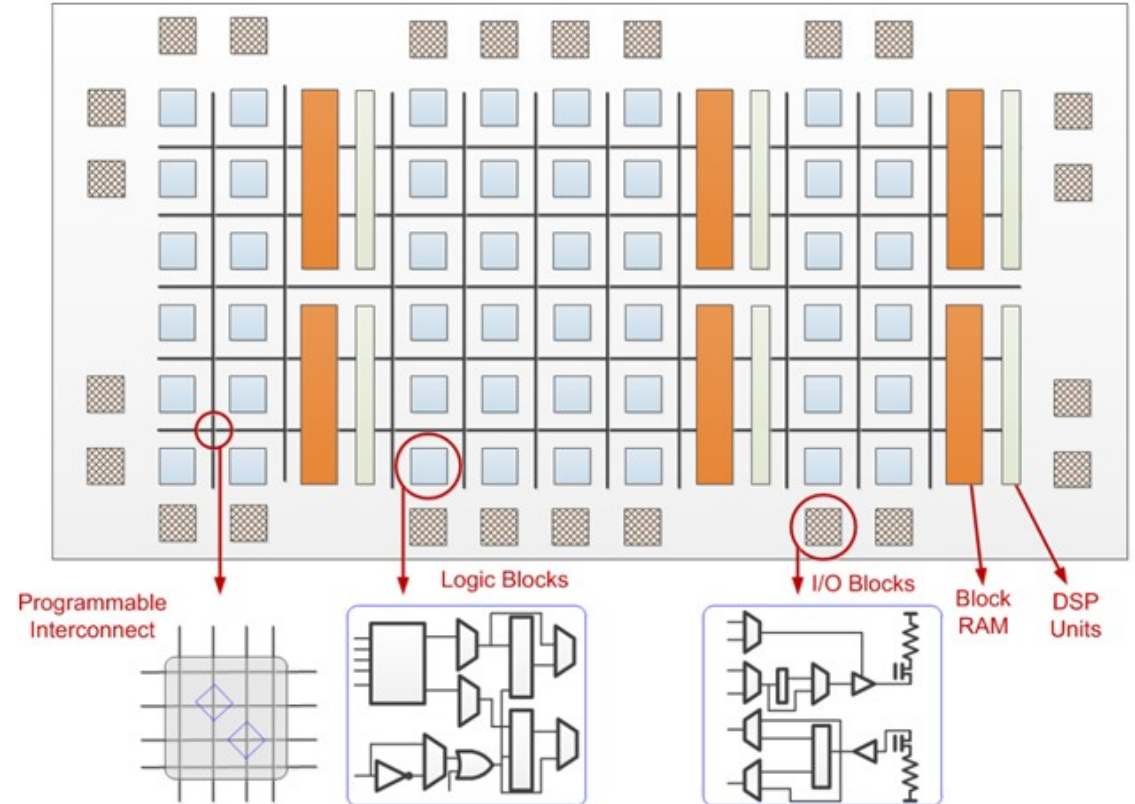 Programmable
Interconnect
Logic Blocks
I/O Blocks
Block
RAM
DSP
Units